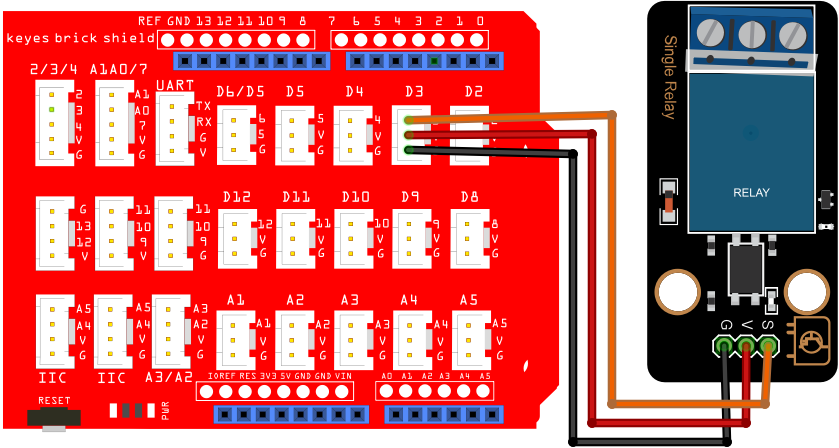 REF GND 13 12 11 10 9 8 7 6 5 4 3 2 1 0
keyes brick shield
2/3/4 A1A0/7 UART D6/D5 D5 D4 D3 D2
2 3 4 V G
A1 A0 7 V G
TX RX G V
6 5 G
5 V G
4 V G
G
G
D12 D11 D10 D9 D8
G 13 12 V
11 10 9 V
11 10 9 G
12 V G
11 V G
10 V G
9 V G
8 V G
A1 A2 A3 A4 A5
A5 A4 V G
A5 A4 V G
A3 A2 V G
A1 V G
A2 V G
A3 V G
A4 V G
A5 V G
IIC IIC A3/A2
IOREF RES 3V3 5V GND GND VIN A0 A1 A2 A3 A4 A5
RESET
PWR
Single Relay
RELAY
G V S